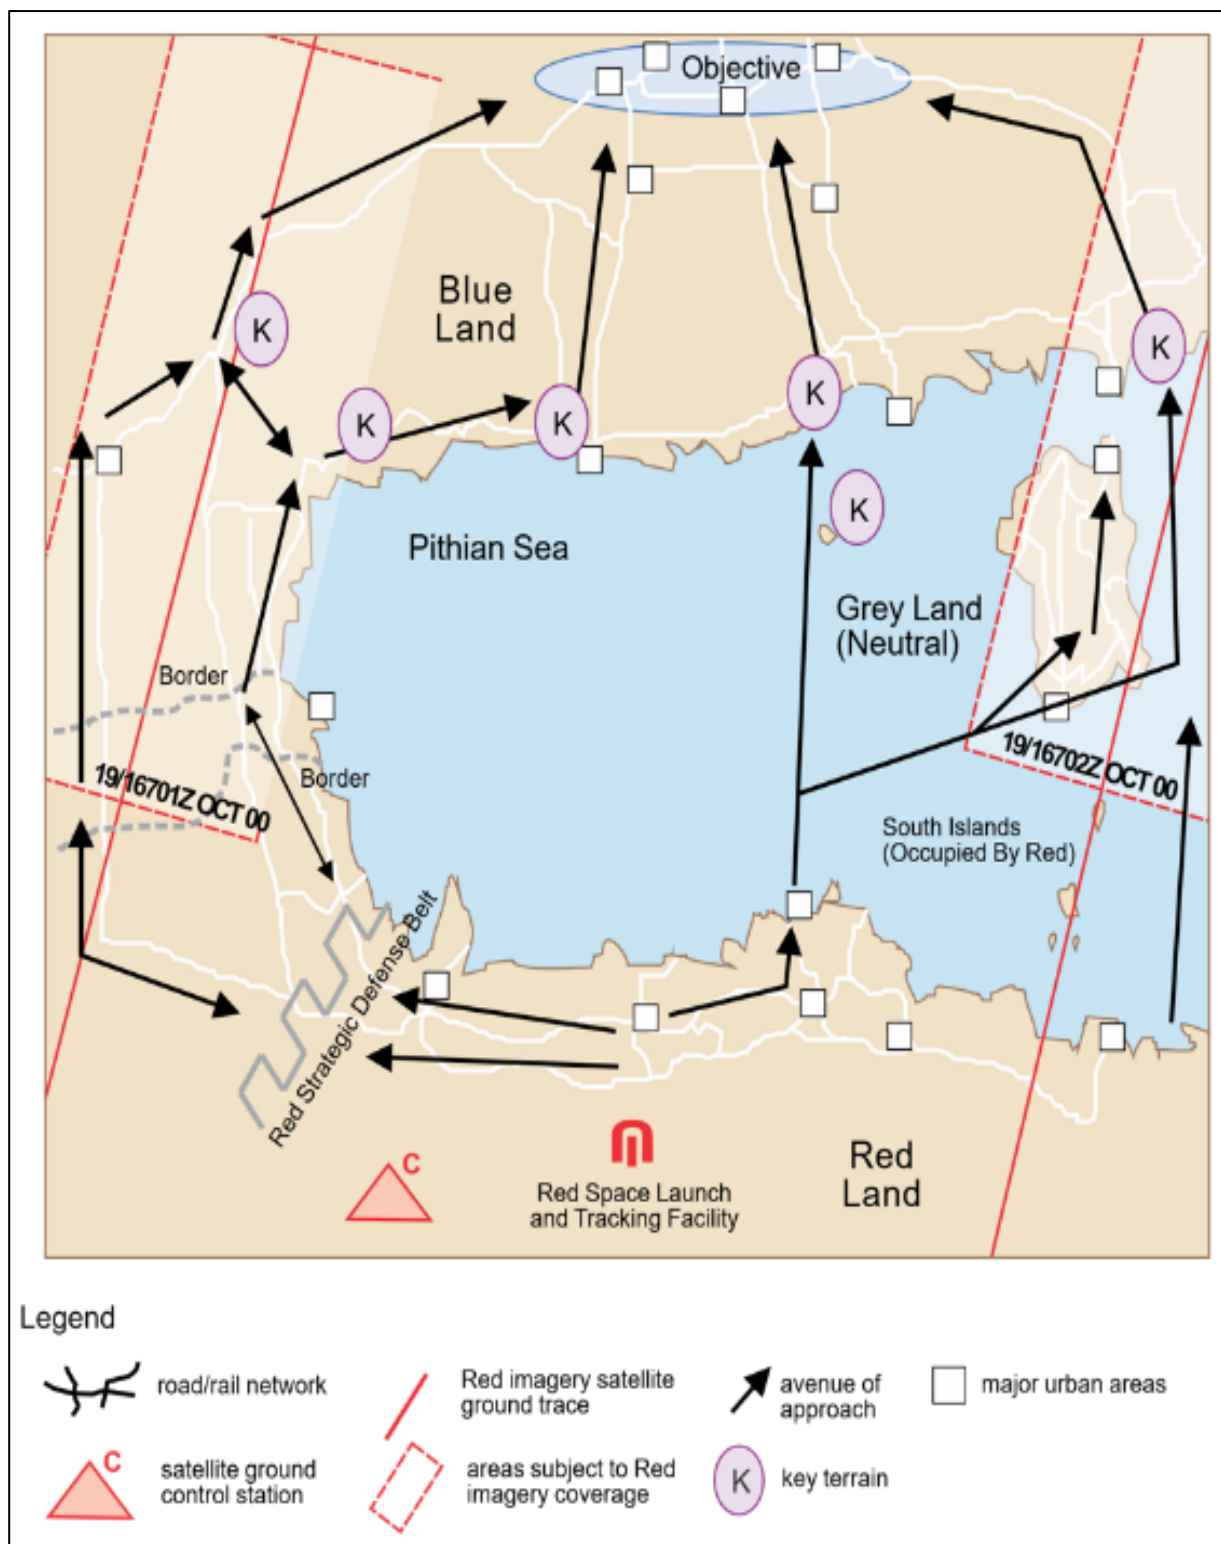 Objective
Blue
Land
K
K
K
K
K
K
Pithian Sea
Grey Land
(Neutral)
Border
Border
19/16701Z OCT 00
19/16702Z OCT 00
South Islands
(Occupied By Red)
Red Strategic Defense Belt
C
Red Space Launch
and Tracking Facility
Red
Land
Legend
road/rail network
Red imagery satellite
ground trace
avenue of
approach
major urban areas
C
satellite ground
control station
areas subject to Red
imagery coverage
K
key terrain